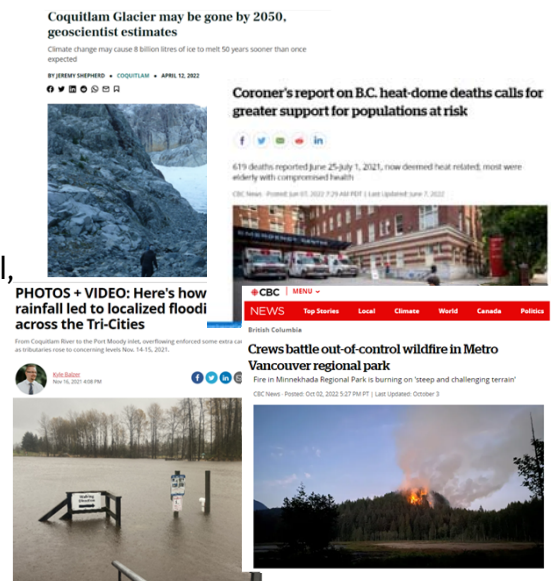 Coquitlam Glacier may be gone by 2050,
geoscientist estimates
Climate change may cause 8 billion litres of ice to melt 50 years sooner than once
expected
BY JEREMY SHEPHERD • COQUITLAM • APRIL 12, 2022
Coroner's report on B.C. heat-dome deaths calls for
greater support for populations at risk
619 deaths reported June 25-July 1, 2021, now deemed heat related; most were
elderly with compromised health
CBC News · Posted: Jun 07, 2022 7:29 AM PDT | Last Updated: June 7, 2022
EMERGENCY CENTRE
l,
PHOTOS + VIDEO: Here's how
rainfall led to localized floodi
across the Tri-Cities
From Coquitlam River to the Port Moody inlet, overflowing enforced some extra ca
as tributaries rose to concerning levels Nov. 14-15, 2021.
Kyle Balzer
Nov 16, 2021 4:08 PM
CBC | MENU
NEWS Top Stories Local Climate World Canada Politics
British Columbia
Crews battle out-of-control wildfire in Metro
Vancouver regional park
Fire in Minnekhada Regional Park is burning on 'steep and challenging terrain'
CBC News · Posted: Oct 02, 2022 5:27 PM PT | Last Updated: October 3